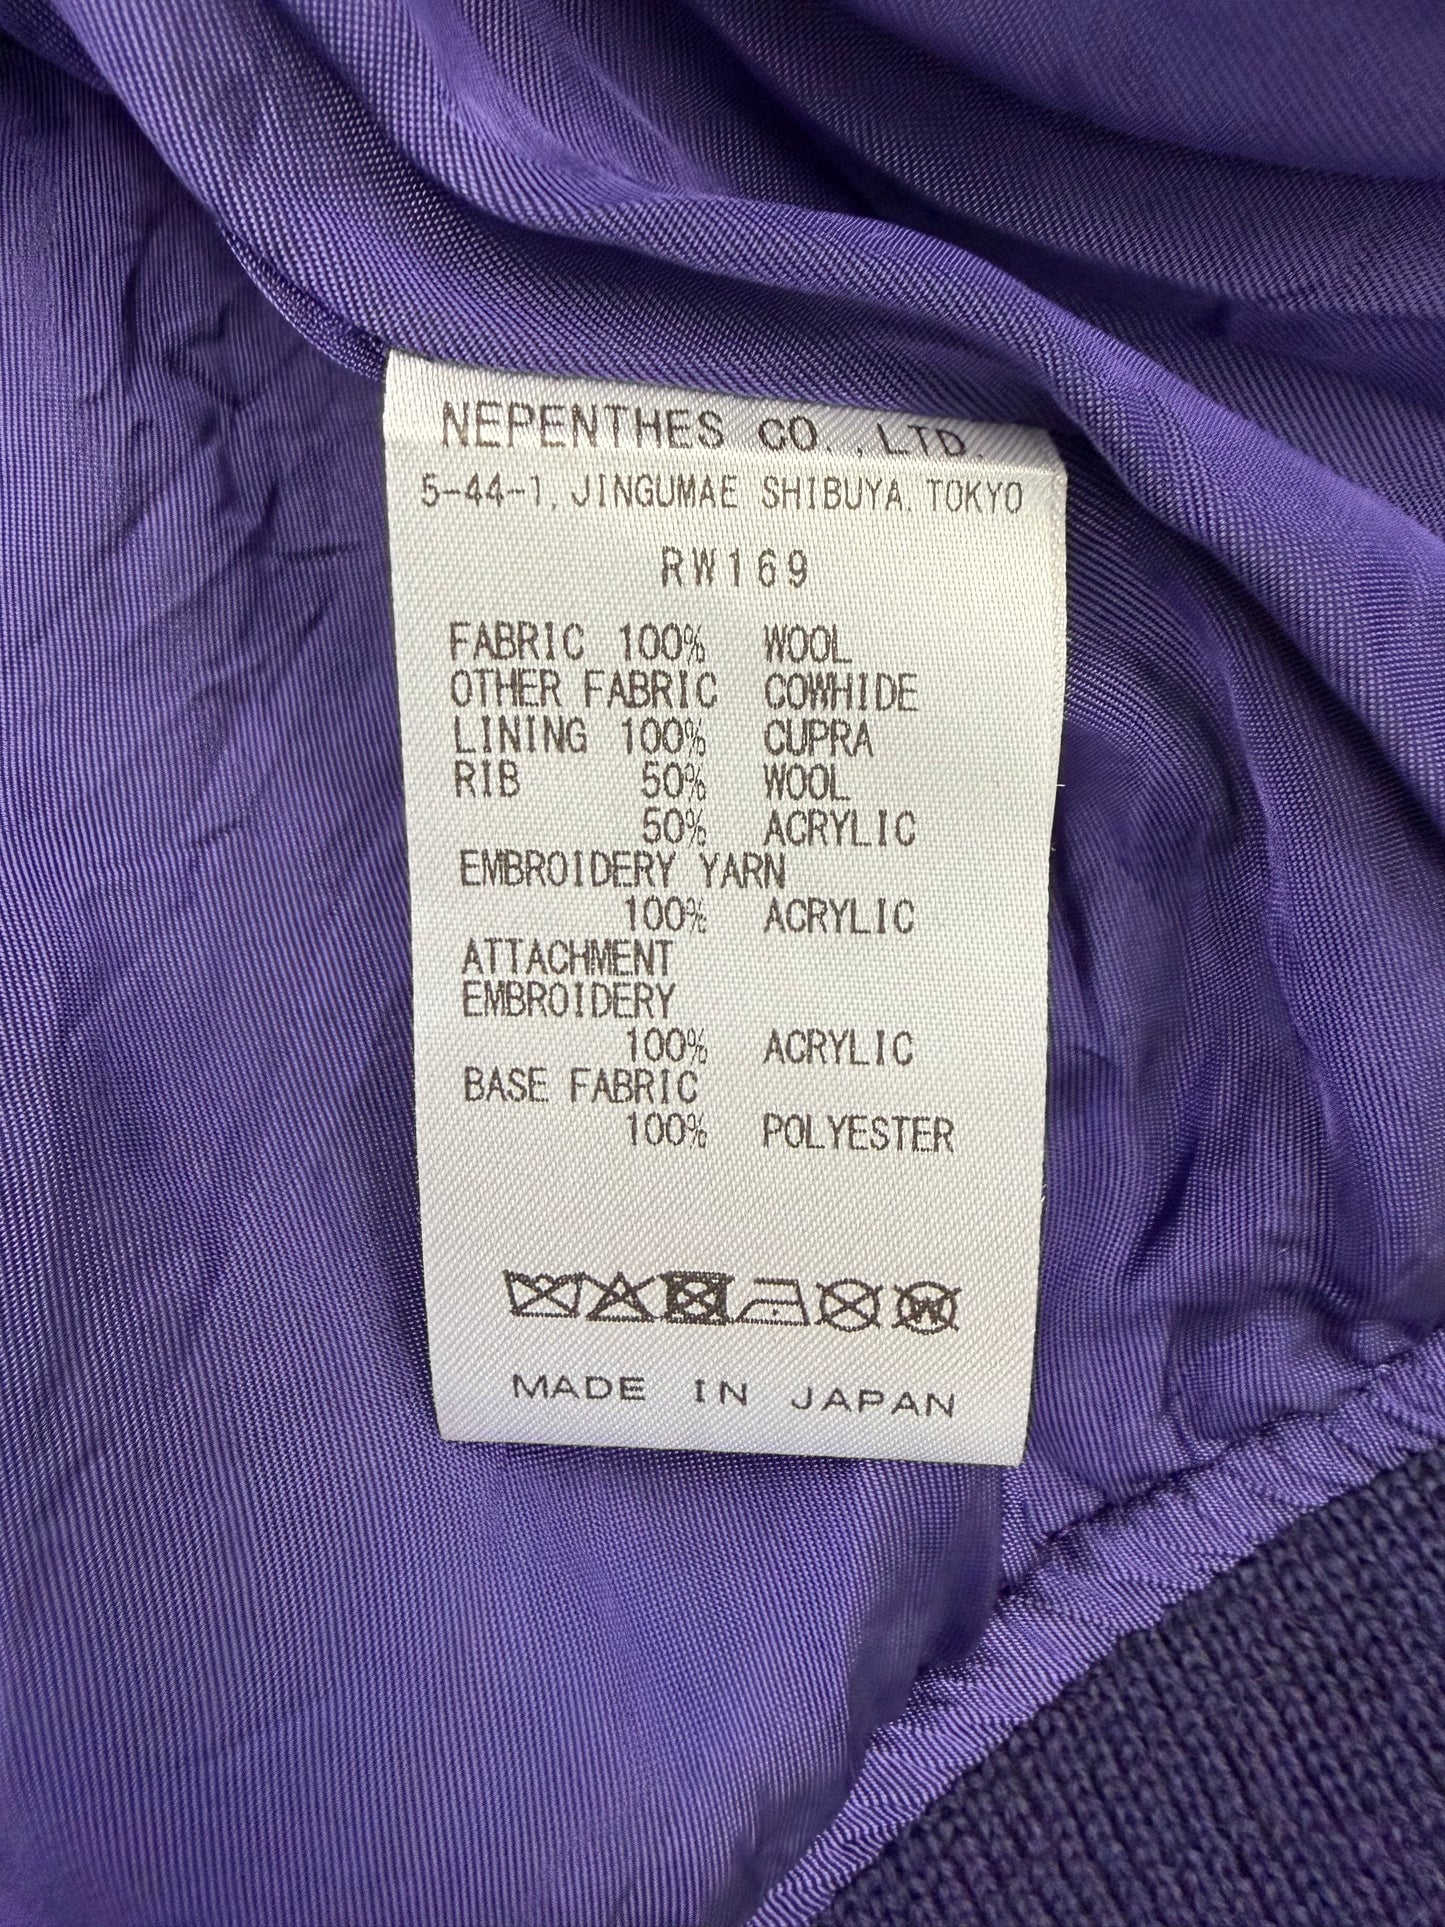 NEPENTHES CO.,LTD.
5-44-1, JINGUMAE SHIBUYA. TOKYO
RW169
FABRIC 100% WOOL
OTHER FABRIC COWHIDE
LINING 100% CUPRA
RIB 50% WOOL
50% ACRYLIC
EMBROIDERY YARN
100% ACRYLIC
ATTACHMENT
EMBROIDERY
100% ACRYLIC
BASE FABRIC
100% POLYESTER
W
MADE IN JAPAN